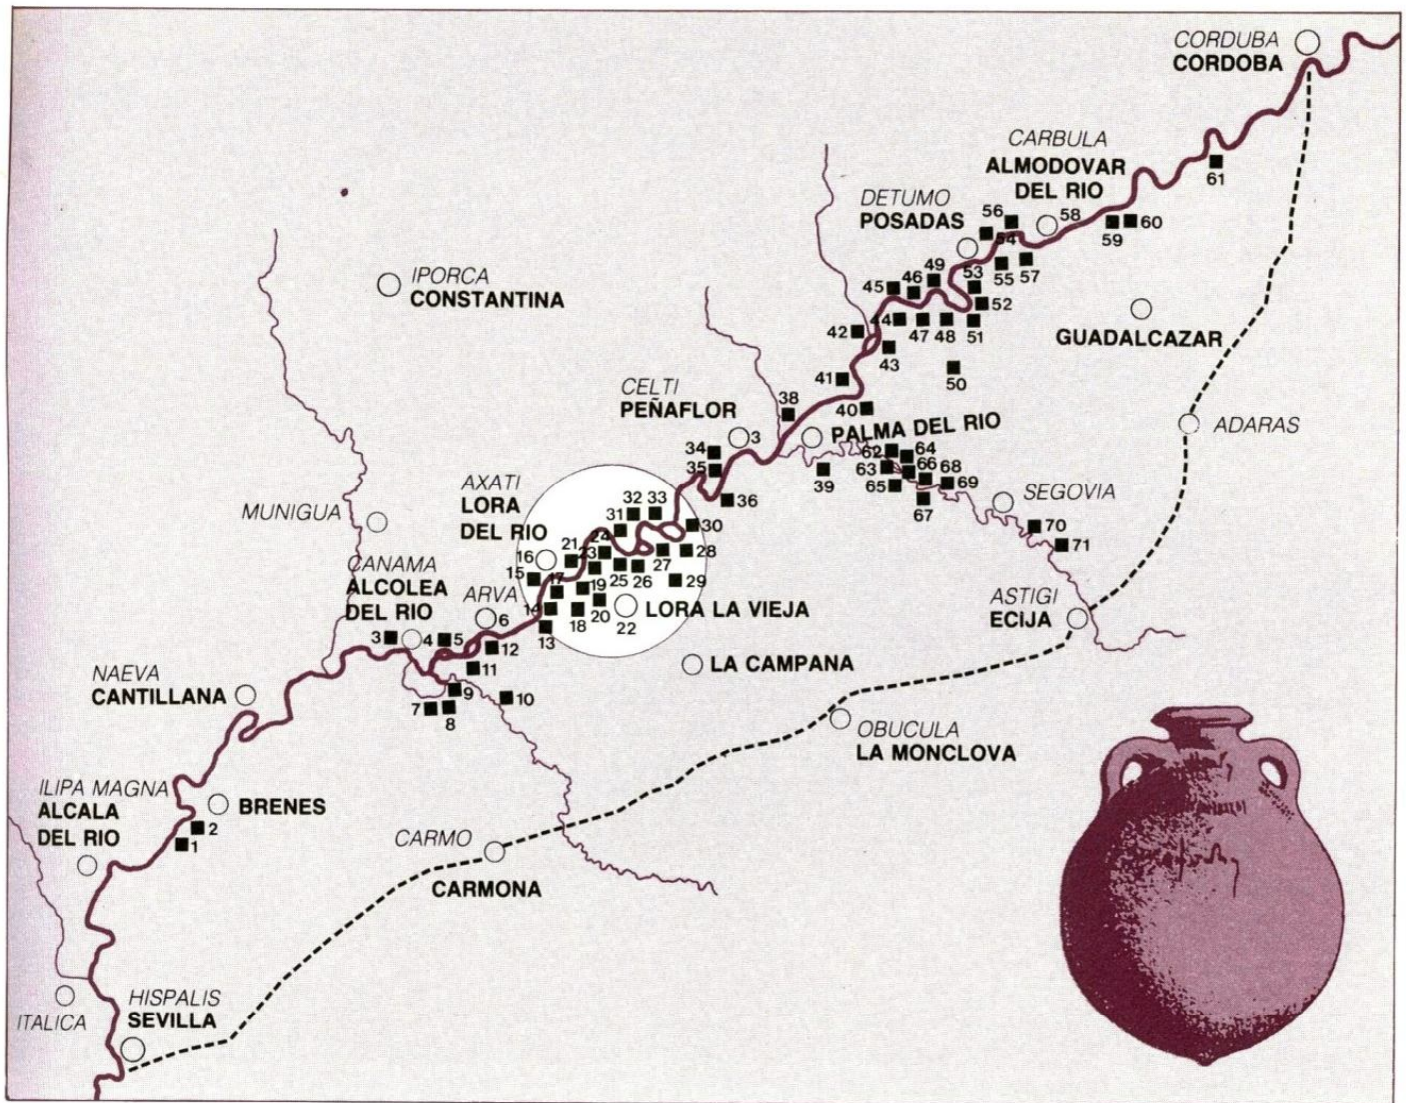 CORDUBA
CORDOBA
61
CARBULA
ALMODOVAR
DEL RIO
58
59
60
DETUMO
POSADAS
56
54
55
57
53
52
51
49
46
45
44
47
48
50
42
43
41
40
38
GUADALCAZAR
IPORCA
CONSTANTINA
CELTI
PEÑAFLOR
3
PALMA DEL RIO
ADARAS
34
35
36
39
62
64
63
66
68
65
69
67
SEGOVIA
70
71
MUNIGUA
AXATI
LORA
DEL RIO
32
33
31
30
24
16
21
23
28
27
15
17
25
26
29
19
14
20
18
13
22
LORA LA VIEJA
CANAMA
ALCOLEA
DEL RIO
ARVA
6
3
4
5
12
11
9
10
7
8
ASTIGI
ECIJA
LA CAMPANA
NAEVA
CANTILLANA
OBUCULA
LA MONCLOVA
ILIPA MAGNA
ALCALA
DEL RIO
BRENES
2
1
CARMO
CARMONA
ITALICA
HISPALIS
SEVILLA